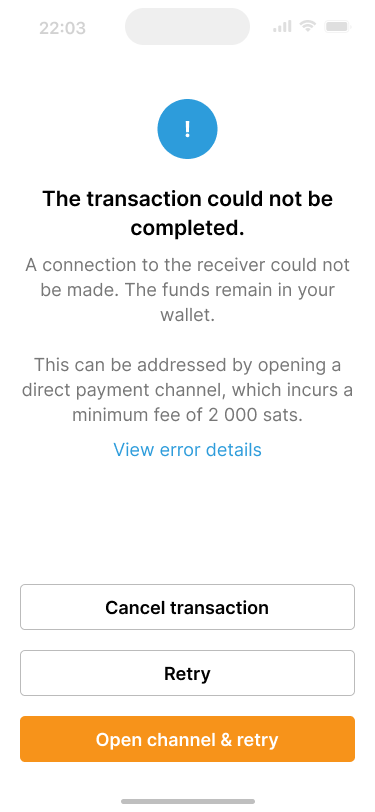 22:03
!
The transaction could not be
completed.
A connection to the receiver could not
be made. The funds remain in your
wallet.
This can be addressed by opening a
direct payment channel, which incurs a
minimum fee of 2 000 sats.
View error details
Cancel transaction
Retry
Open channel & retry